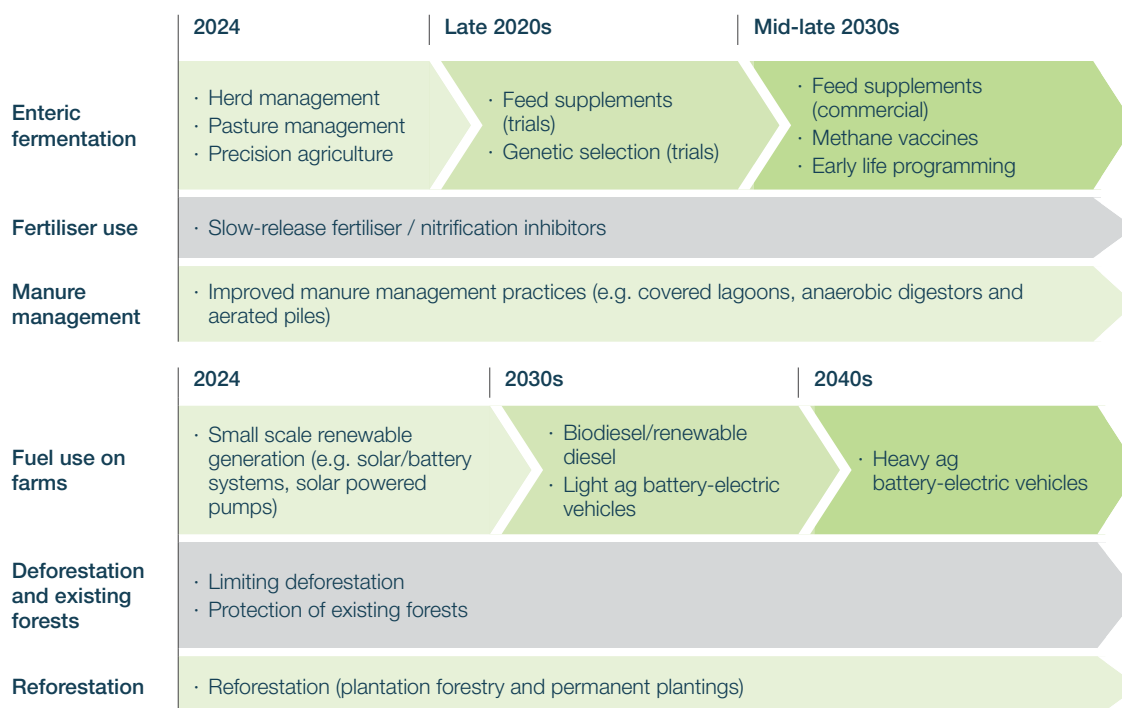 2024
Late 2020s
Mid-late 2030s
Enteric
fermentation
· Herd management
· Pasture management
· Precision agriculture
· Feed supplements
(trials)
· Genetic selection (trials)
· Feed supplements
(commercial)
· Methane vaccines
· Early life programming
Fertiliser use
· Slow-release fertiliser / nitrification inhibitors
Manure
management
· Improved manure management practices (e.g. covered lagoons, anaerobic digestors and
aerated piles)
2024
2030s
2040s
Fuel use on
farms
· Small scale renewable
generation (e.g. solar/battery
systems, solar powered
pumps)
· Biodiesel/renewable
diesel
· Light ag battery-electric
vehicles
· Heavy ag
battery-electric vehicles
Deforestation
and existing
forests
· Limiting deforestation
· Protection of existing forests
Reforestation
· Reforestation (plantation forestry and permanent plantings)